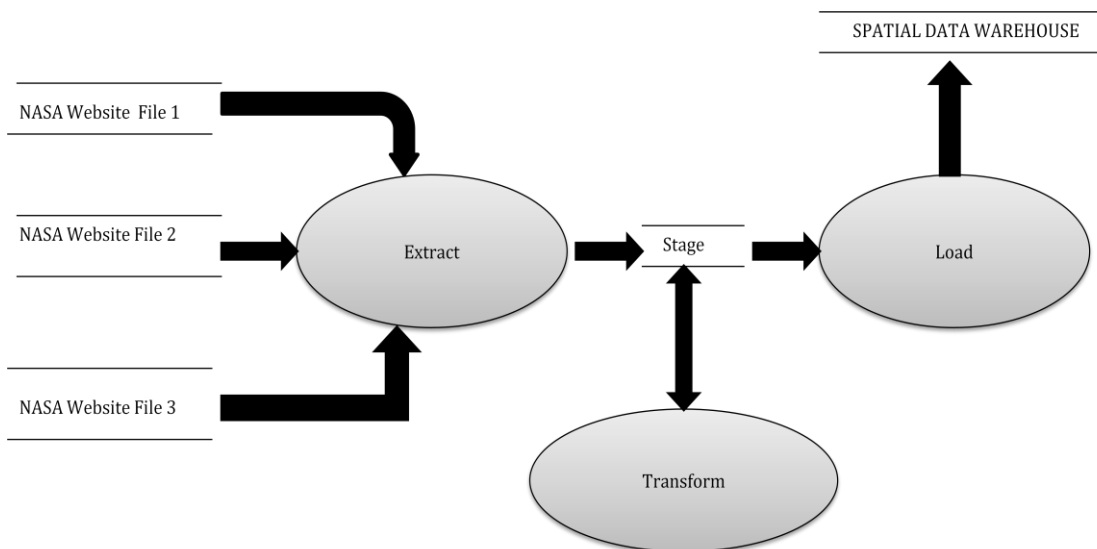 SPATIAL DATA WAREHOUSE
NASA Website  File 1
NASA Website File 2
Extract
Stage
Load
NASA Website File 3
Transform